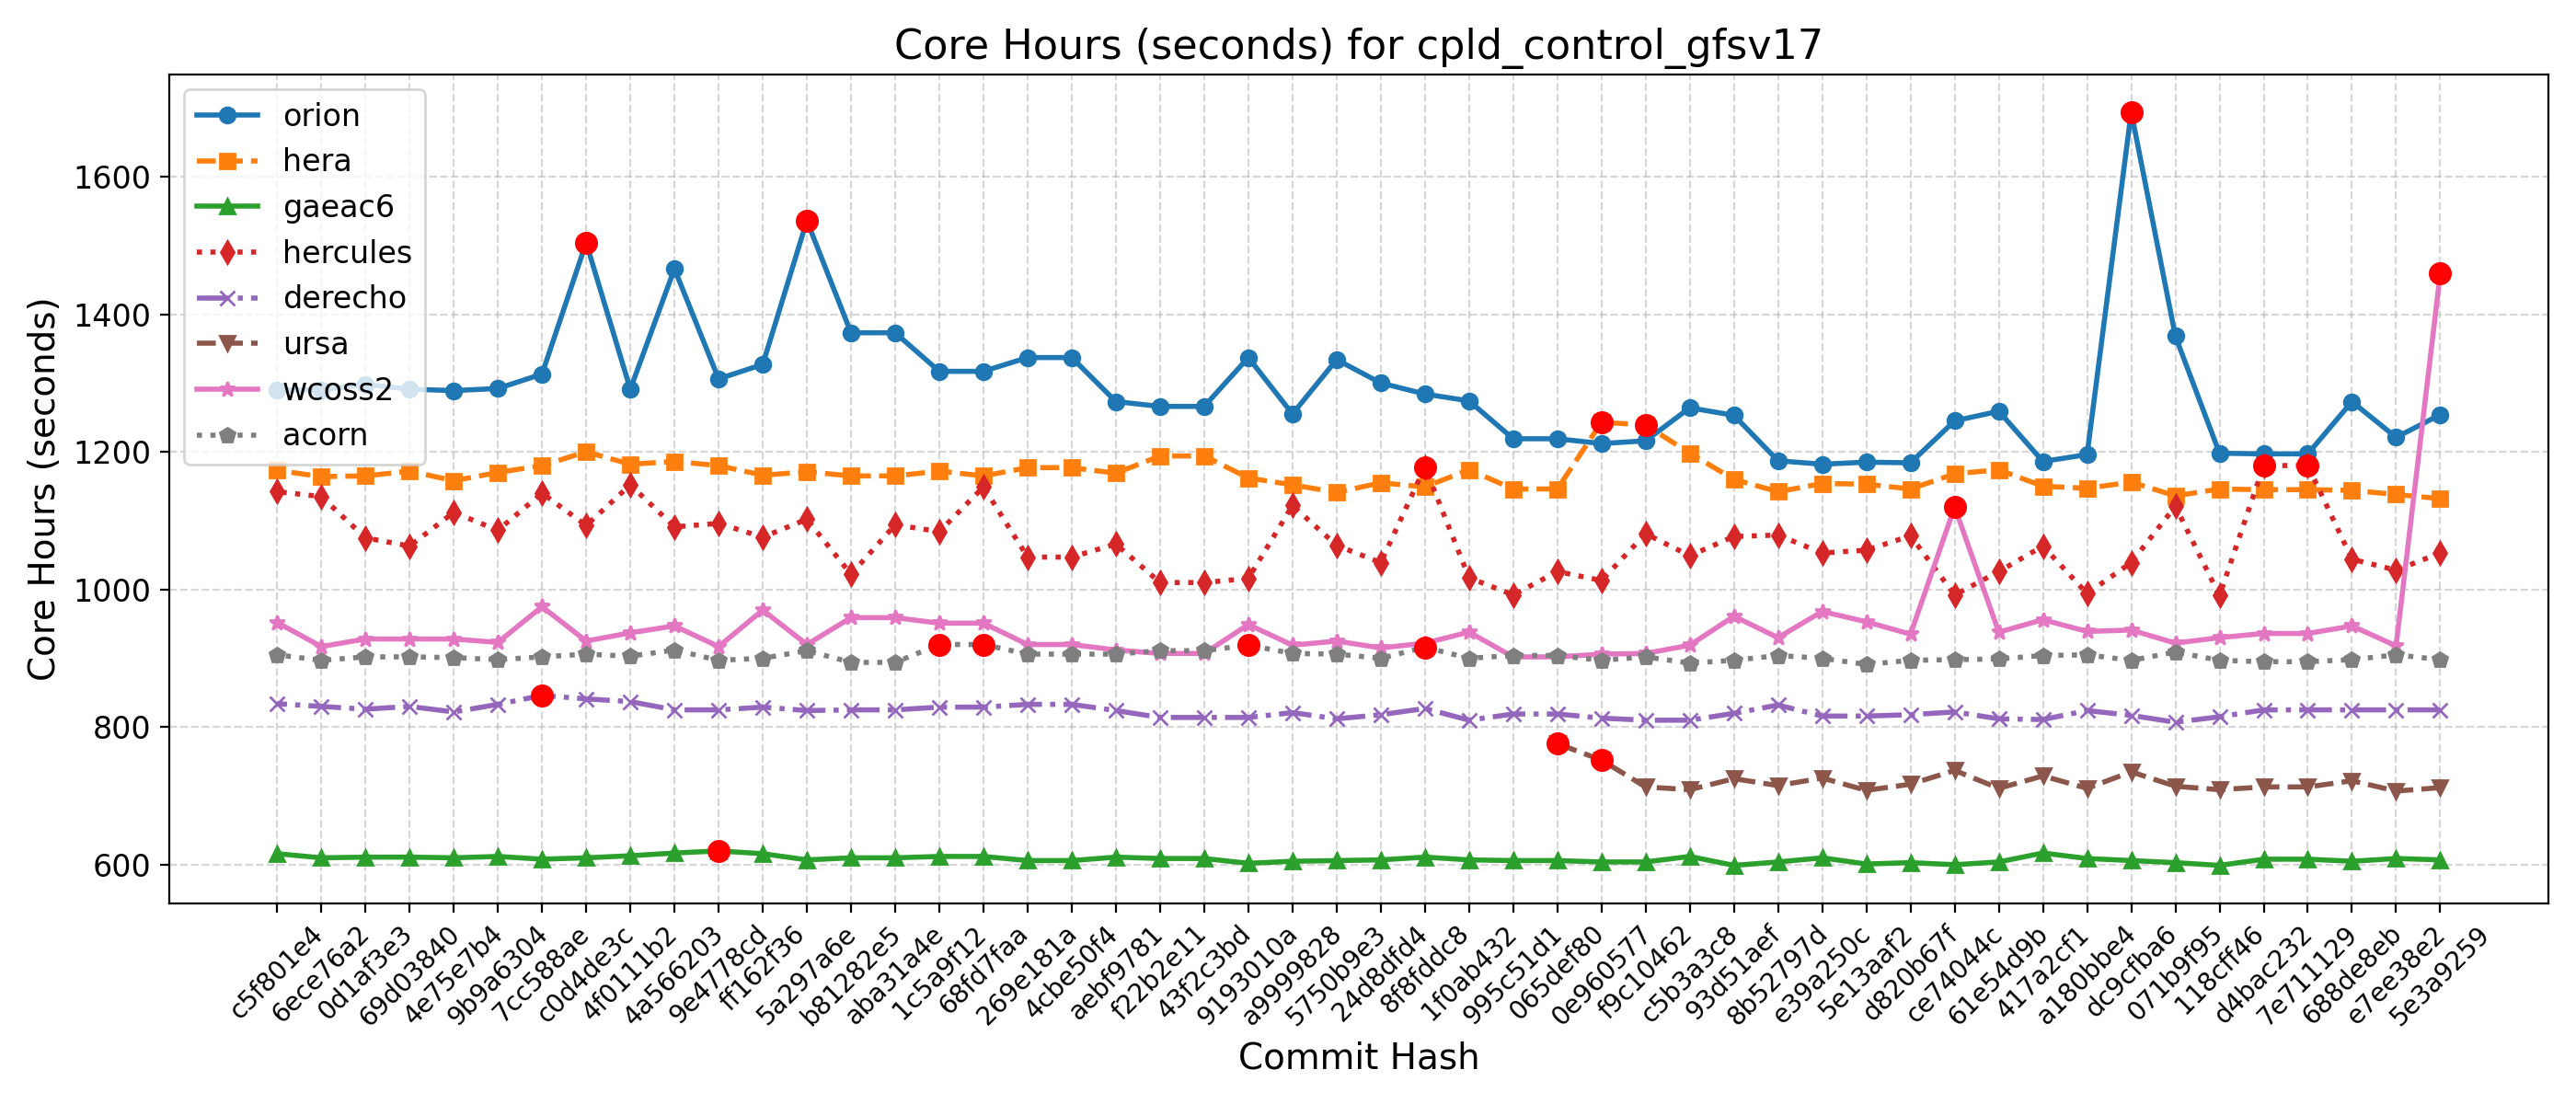 Core Hours (seconds) for cpld_control_gfsv17
Core Hours (seconds)
1600
1400
1200
1000
800
600
orion
hera
gaeac6
hercules
derecho
ursa
wcoss2
acorn
c5f801e4
6ece76a2
0d1af3e3
69d03840
4e75e7b4
9b9a6304
7cc588ae
c0d4de3c
4f0111b2
4a566203
9e4778cd
ff162f36
5a297a6e
b81282e5
aba31a4e
1c5a9f12
68fd7faa
269e181a
4cbe50f4
aebf9781
f22b2e11
43f2c3bd
9193010a
a9999828
5750b9e3
24d8dfd4
8f8fddc8
1f0ab432
995c51d1
065def80
0e960577
f9c10462
c5b3a3c8
93d51aef
8b52797d
e39a250c
5e13aaf2
d820b67f
ce74044c
61e54d9b
417a2cf1
a180bbe4
dc9cfba6
071b9f95
118cff46
d4bac232
7e711129
688de8eb
e7ee38e2
5e3a9259
Commit Hash